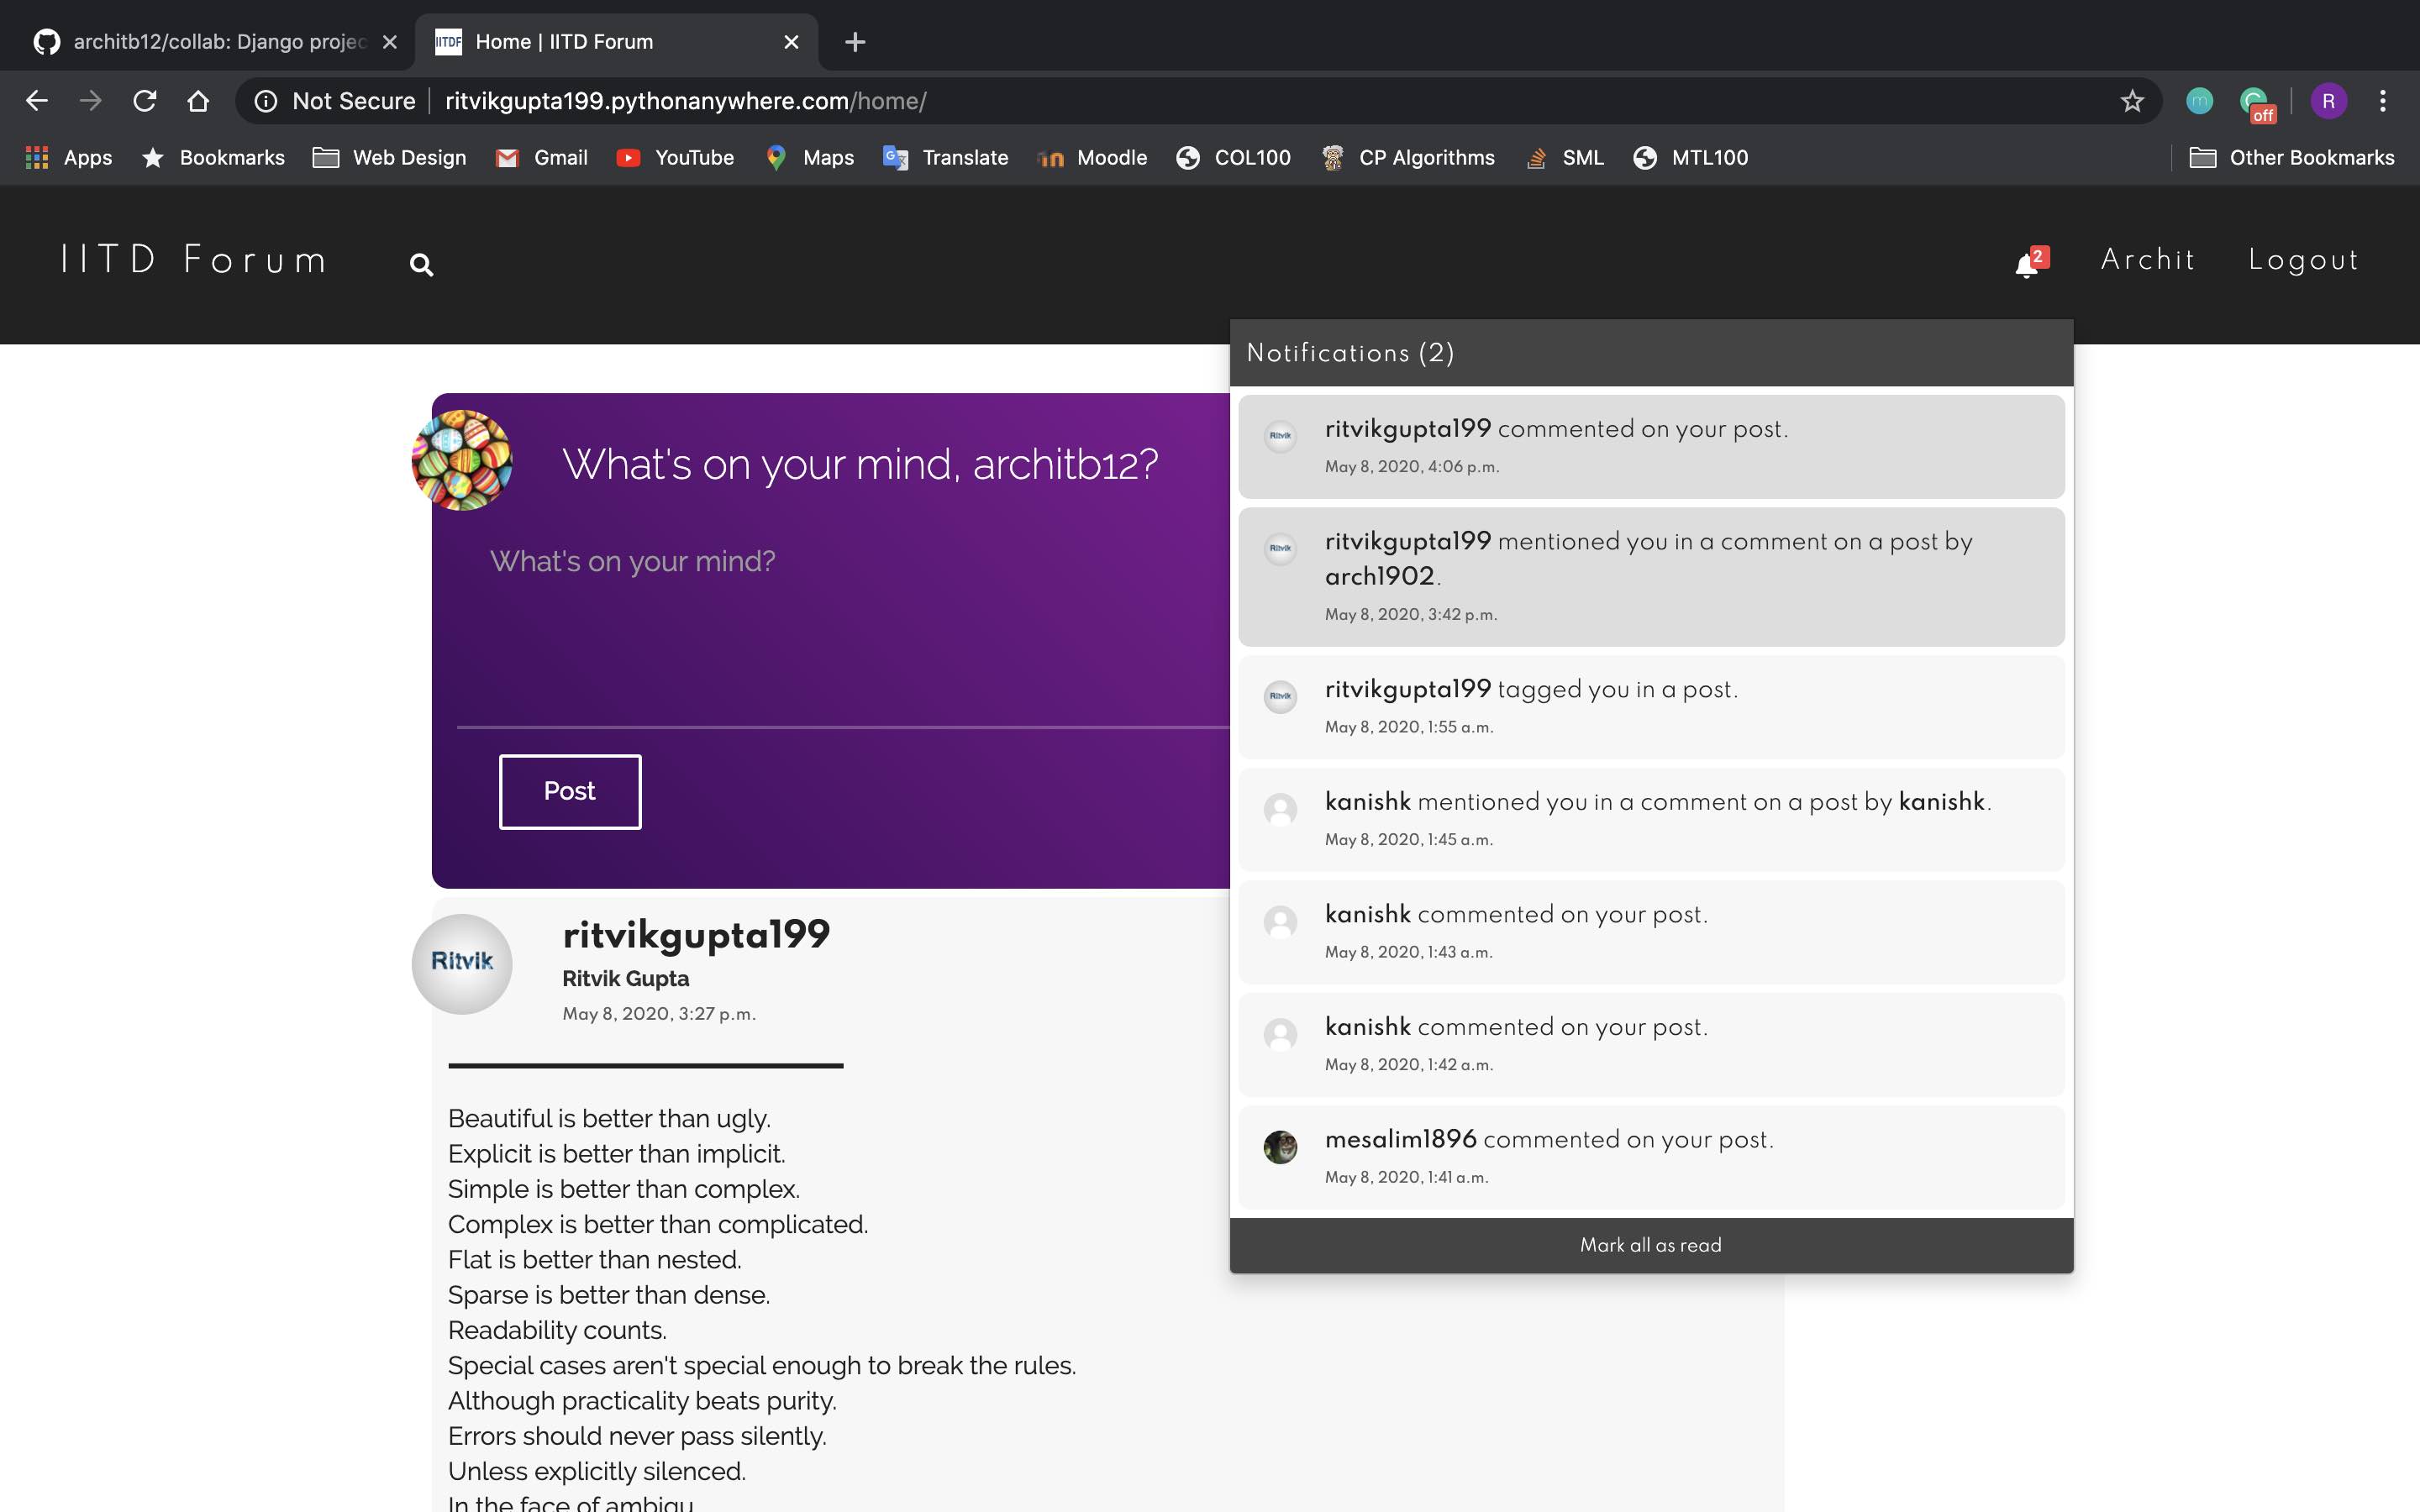 architb12/collab: Django projec
IITDF
Home | IITD Forum
Not Secure
ritvikgupta199.pythonanywhere.com/home/
m
off
R
Apps
Bookmarks
Web Design
Gmail
YouTube
Maps
Translate
Moodle
COL100
CP Algorithms
SML
MTL100
Other Bookmarks
IITD Forum
2
Archit
Logout
Notifications (2)
Ritvik
ritvikgupta199 commented on your post.
May 8, 2020, 4:06 p.m.
Ritvik
ritvikgupta199 mentioned you in a comment on a post by
arch1902.
May 8, 2020, 3:42 p.m.
Ritvik
ritvikgupta199 tagged you in a post.
May 8, 2020, 1:55 a.m.
kanishk mentioned you in a comment on a post by kanishk.
May 8, 2020, 1:45 a.m.
kanishk commented on your post.
May 8, 2020, 1:43 a.m.
kanishk commented on your post.
May 8, 2020, 1:42 a.m.
mesalim1896 commented on your post.
May 8, 2020, 1:41 a.m.
Mark all as read
What's on your mind, architb12?
What's on your mind?
Post
Ritvik
ritvikgupta199
Ritvik Gupta
May 8, 2020, 3:27 p.m.
Beautiful is better than ugly.
Explicit is better than implicit.
Simple is better than complex.
Complex is better than complicated.
Flat is better than nested.
Sparse is better than dense.
Readability counts.
Special cases aren't special enough to break the rules.
Although practicality beats purity.
Errors should never pass silently.
Unless explicitly silenced.
In the face of ambigu